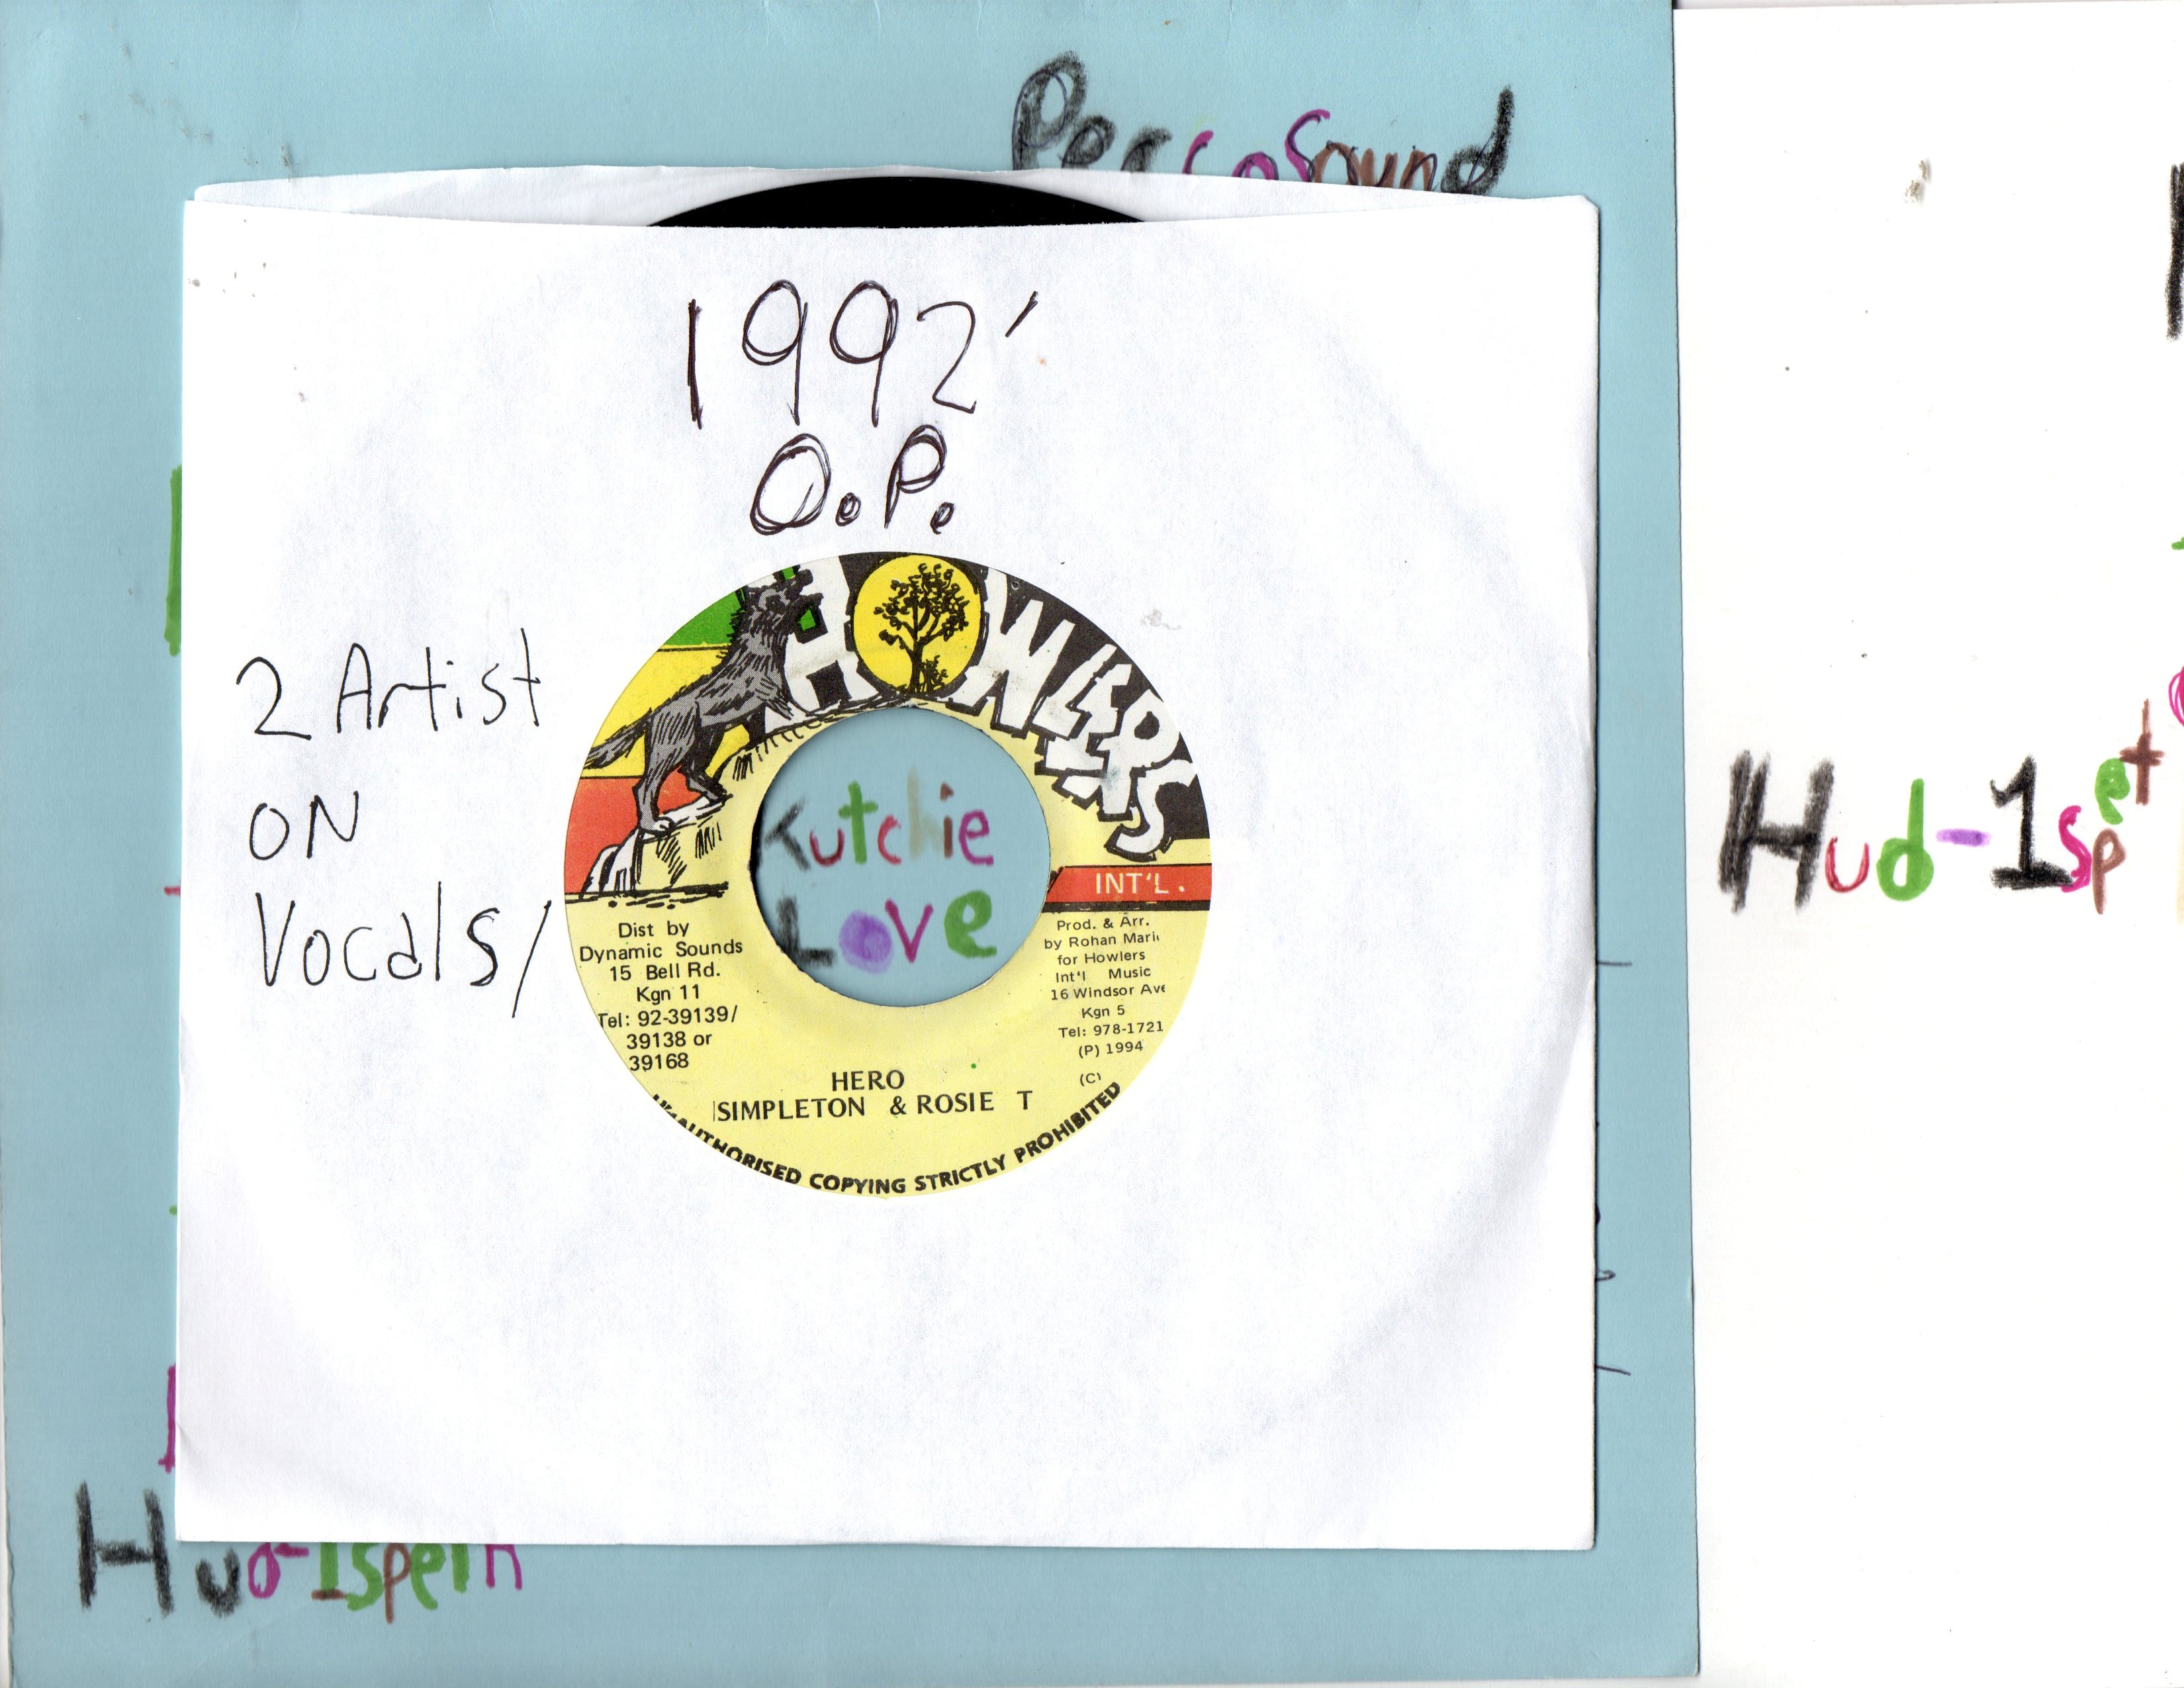 PeccoSound
1992'
O.P.
2 Artist
ON
Vocals/
HOWLERS
INT'L.
Kutchie
Love
Dist by
Dynamic Sounds
15 Bell Rd.
Kgn 11
Tel: 92-39139/
39138 or
39168
Prod. & Arr.
by Rohan Mari
for Howlers
Int'l Music
16 Windsor Ave
Kgn 5
Tel: 978-1721
(P) 1994
(C)
HERO
SIMPLETON & ROSIE T
UNAUTHORISED COPYING STRICTLY PROHIBITED
Hud-1spet